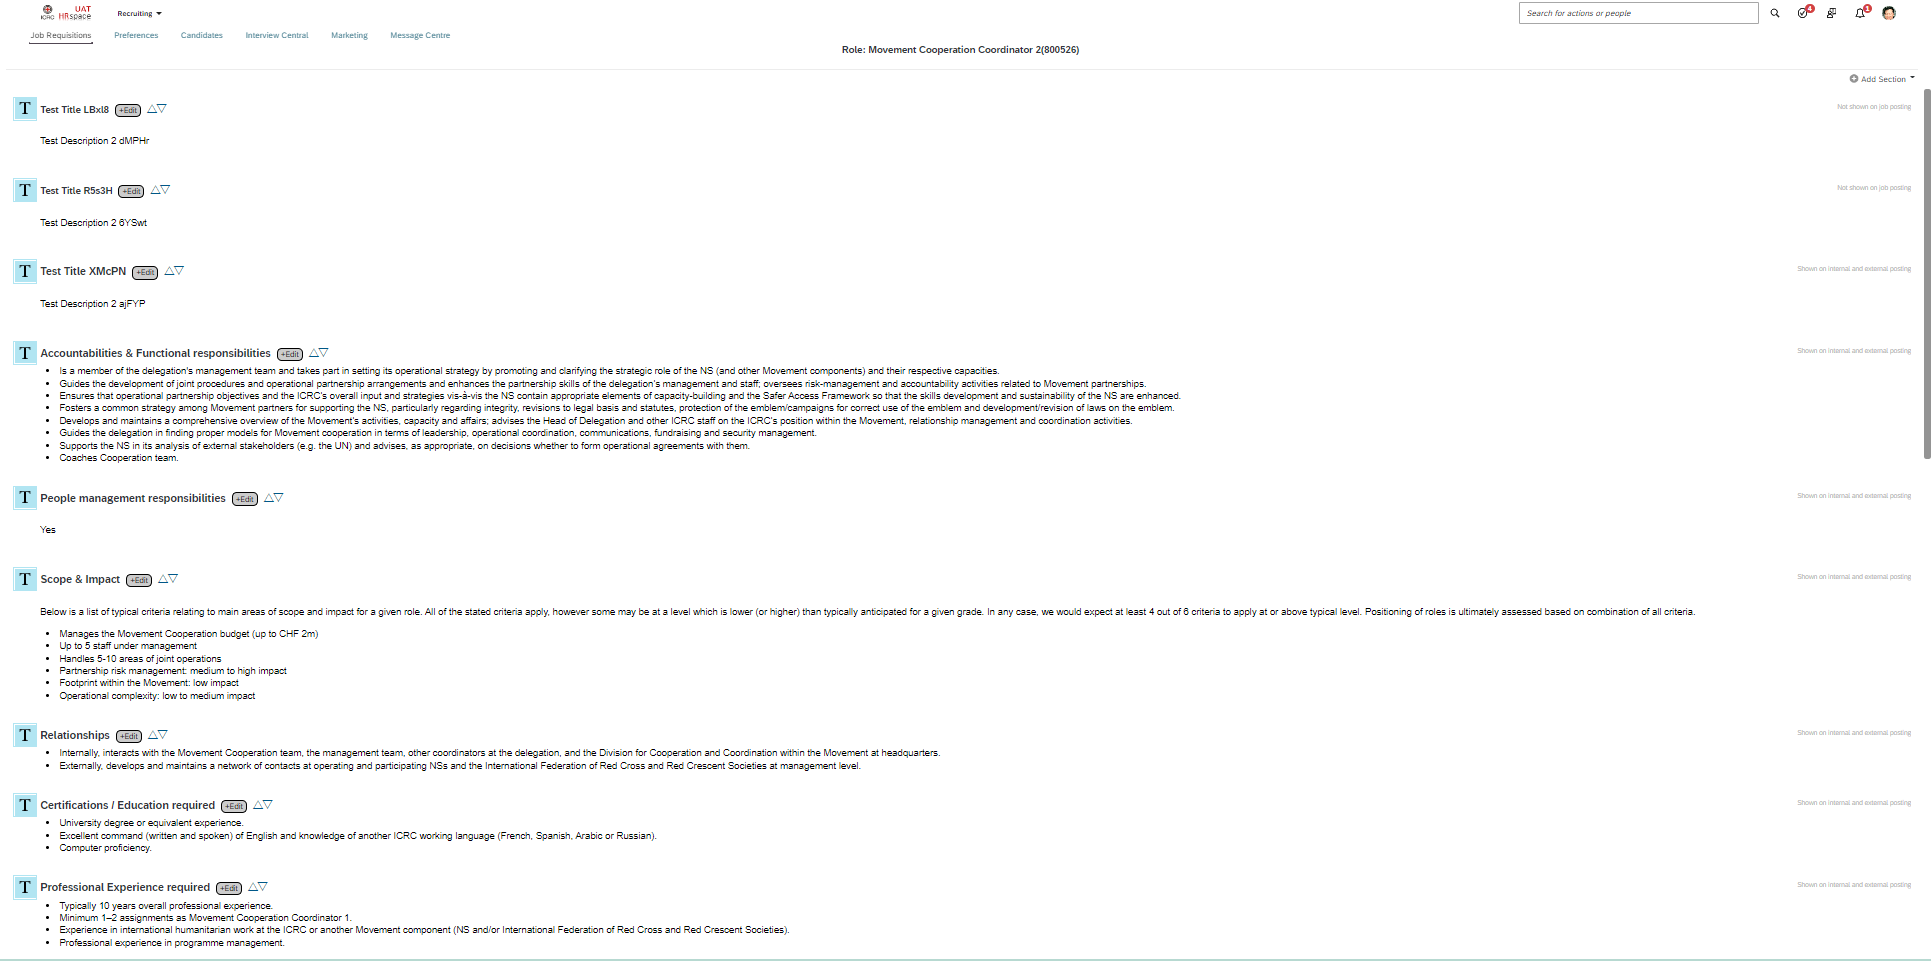 UAT
ICRC HRspace
Recruiting
Search for actions or people
4
1
Job Requisitions Preferences Candidates Interview Central Marketing Message Centre
Role: Movement Cooperation Coordinator 2(800526)
Add Section
T Test Title LBxl8 +Edit Not shown on job posting
Test Description 2 dMPHr
T Test Title R5s3H +Edit Not shown on job posting
Test Description 2 6YSwt
T Test Title XMcPN +Edit Shown on internal and external posting
Test Description 2 ajFYP
T Accountabilities & Functional responsibilities +Edit Shown on internal and external posting
• Is a member of the delegation's management team and takes part in setting its operational strategy by promoting and clarifying the strategic role of the NS (and other Movement components) and their respective capacities.
• Guides the development of joint procedures and operational partnership arrangements and enhances the partnership skills of the delegation's management and staff; oversees risk-management and accountability activities related to Movement partnerships.
• Ensures that operational partnership objectives and the ICRC's overall input and strategies vis-à-vis the NS contain appropriate elements of capacity-building and the Safer Access Framework so that the skills development and sustainability of the NS are enhanced.
• Fosters a common strategy among Movement partners for supporting the NS, particularly regarding integrity, revisions to legal basis and statutes, protection of the emblem/campaigns for correct use of the emblem and development/revision of laws on the emblem.
• Develops and maintains a comprehensive overview of the Movement's activities, capacity and affairs; advises the Head of Delegation and other ICRC staff on the ICRC's position within the Movement, relationship management and coordination activities.
• Guides the delegation in finding proper models for Movement cooperation in terms of leadership, operational coordination, communications, fundraising and security management.
• Supports the NS in its analysis of external stakeholders (e.g. the UN) and advises, as appropriate, on decisions whether to form operational agreements with them.
• Coaches Cooperation team.
T People management responsibilities +Edit Shown on internal and external posting
Yes
T Scope & Impact +Edit Shown on internal and external posting
Below is a list of typical criteria relating to main areas of scope and impact for a given role. All of the stated criteria apply, however some may be at a level which is lower (or higher) than typically anticipated for a given grade. In any case, we would expect at least 4 out of 6 criteria to apply at or above typical level. Positioning of roles is ultimately assessed based on combination of all criteria.
• Manages the Movement Cooperation budget (up to CHF 2m)
• Up to 5 staff under management
• Handles 5-10 areas of joint operations
• Partnership risk management: medium to high impact
• Footprint within the Movement: low impact
• Operational complexity: low to medium impact
T Relationships +Edit Shown on internal and external posting
• Internally, interacts with the Movement Cooperation team, the management team, other coordinators at the delegation, and the Division for Cooperation and Coordination within the Movement at headquarters.
• Externally, develops and maintains a network of contacts at operating and participating NSs and the International Federation of Red Cross and Red Crescent Societies at management level.
T Certifications / Education required +Edit Shown on internal and external posting
• University degree or equivalent experience.
• Excellent command (written and spoken) of English and knowledge of another ICRC working language (French, Spanish, Arabic or Russian).
• Computer proficiency.
T Professional Experience required +Edit Shown on internal and external posting
• Typically 10 years overall professional experience.
• Minimum 1–2 assignments as Movement Cooperation Coordinator 1.
• Experience in international humanitarian work at the ICRC or another Movement component (NS and/or International Federation of Red Cross and Red Crescent Societies).
• Professional experience in programme management.